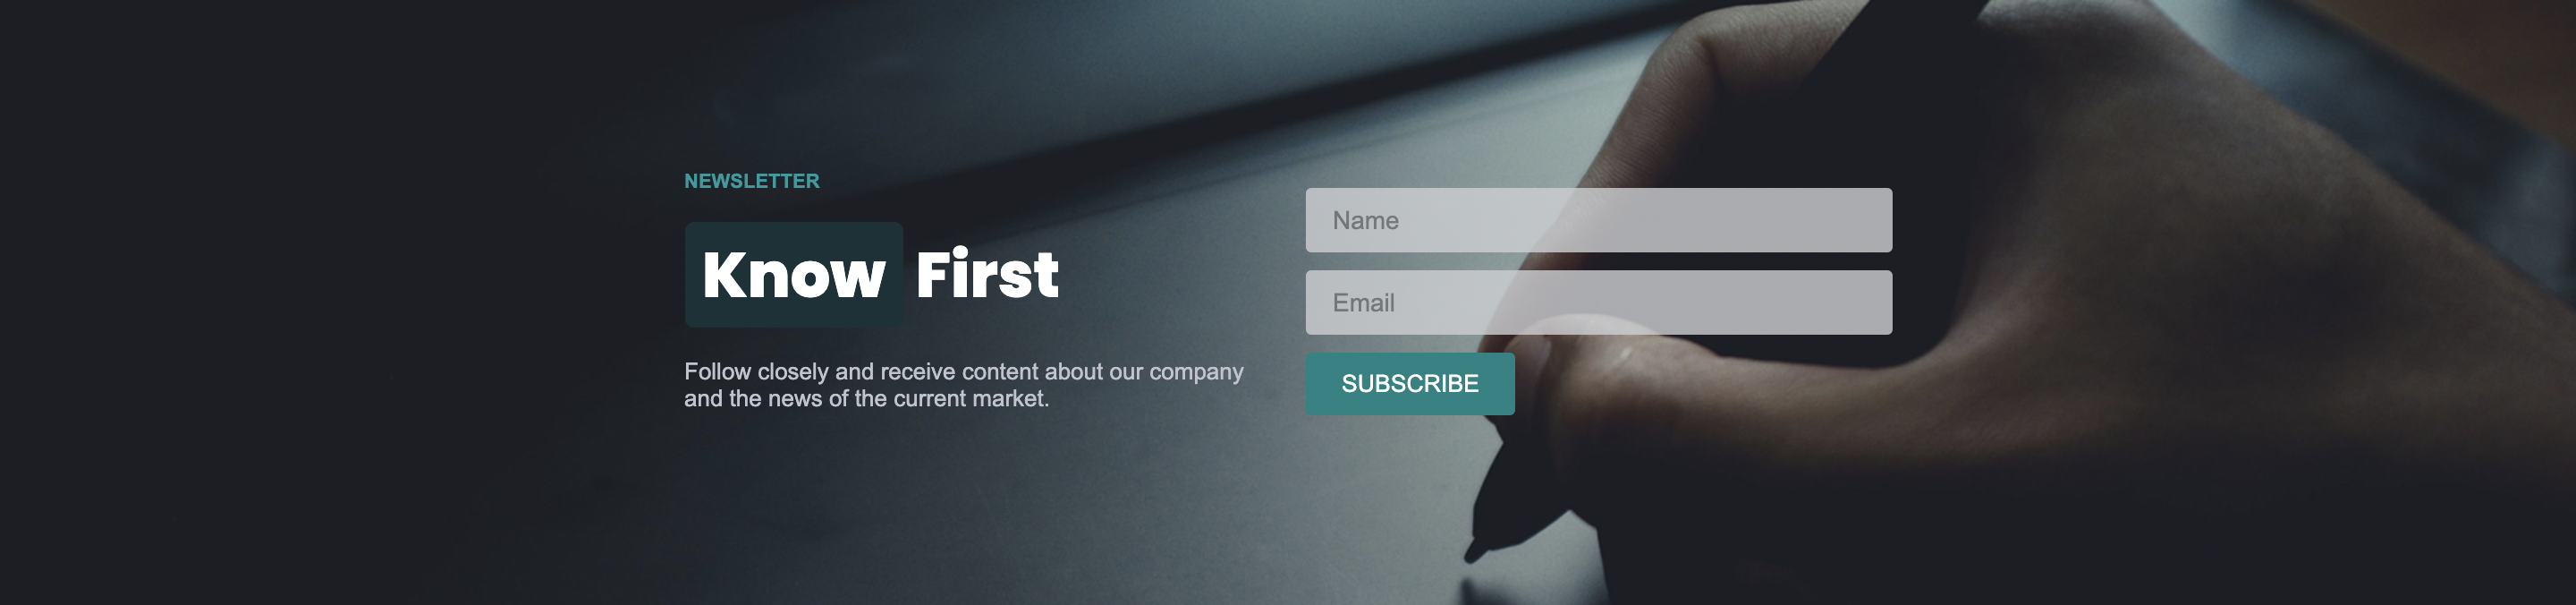 NEWSLETTER
Know First
Follow closely and receive content about our company
and the news of the current market.
Name
Email
SUBSCRIBE